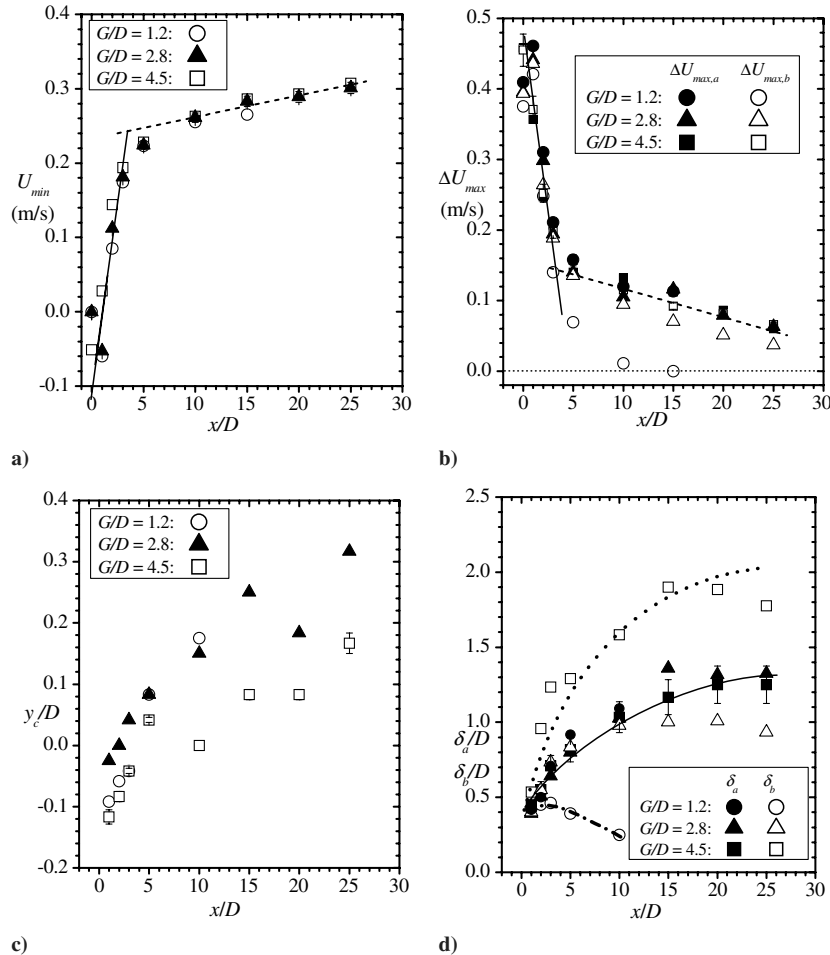 G/D = 1.2:
G/D = 2.8:
G/D = 4.5:
0.4
0.3
0.2
0.1
0.0
-0.1
U_min
(m/s)
0 5 10 15 20 25 30
x/D
a)
ΔU_max,a ΔU_max,b
G/D = 1.2:
G/D = 2.8:
G/D = 4.5:
0.5
0.4
0.3
0.2
0.1
0.0
ΔU_max
(m/s)
0 5 10 15 20 25 30
x/D
b)
G/D = 1.2:
G/D = 2.8:
G/D = 4.5:
0.4
0.3
0.2
0.1
0.0
-0.1
-0.2
y_c/D
0 5 10 15 20 25 30
x/D
c)
2.5
2.0
1.5
1.0
0.5
0.0
δ_a/D
δ_b/D
δ_a δ_b
G/D = 1.2:
G/D = 2.8:
G/D = 4.5:
0 5 10 15 20 25 30
x/D
d)